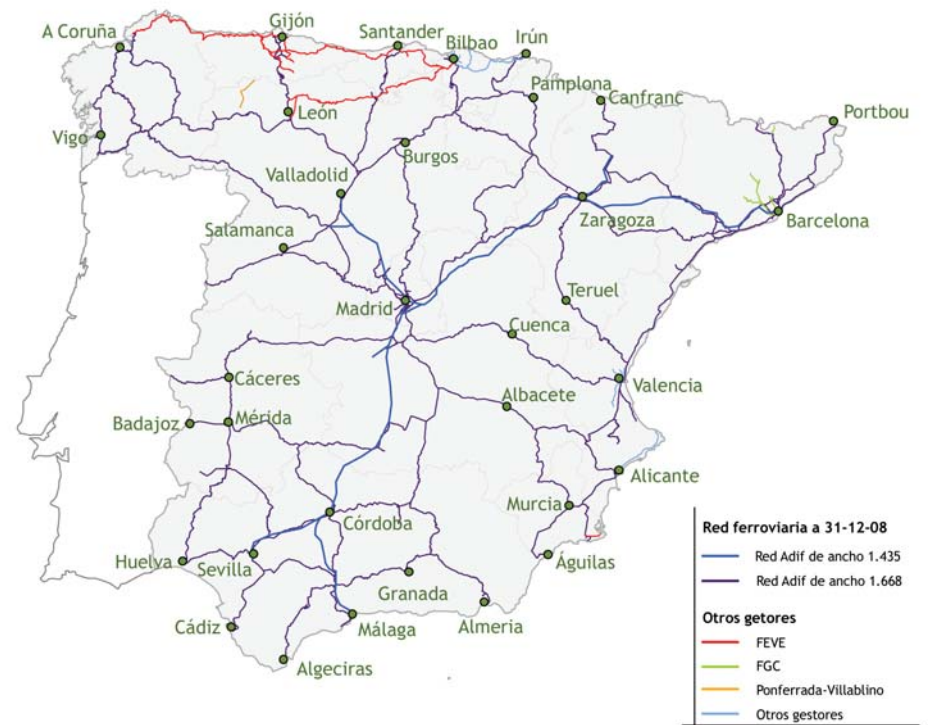 Gijón
A Coruña
Santander
Bilbao
Irún
Pamplona
Canfranc
Portbou
León
Vigo
Burgos
Valladolid
Zaragoza
Barcelona
Salamanca
Teruel
Madrid
Cuenca
Cáceres
Valencia
Albacete
Badajoz
Mérida
Alicante
Murcia
Córdoba
Huelva
Sevilla
Águilas
Granada
Cádiz
Málaga
Almeria
Algeciras
Red ferroviaria a 31-12-08
Red Adif de ancho 1.435
Red Adif de ancho 1.668
Otros getores
FEVE
FGC
Ponferrada-Villablino
Otros gestores